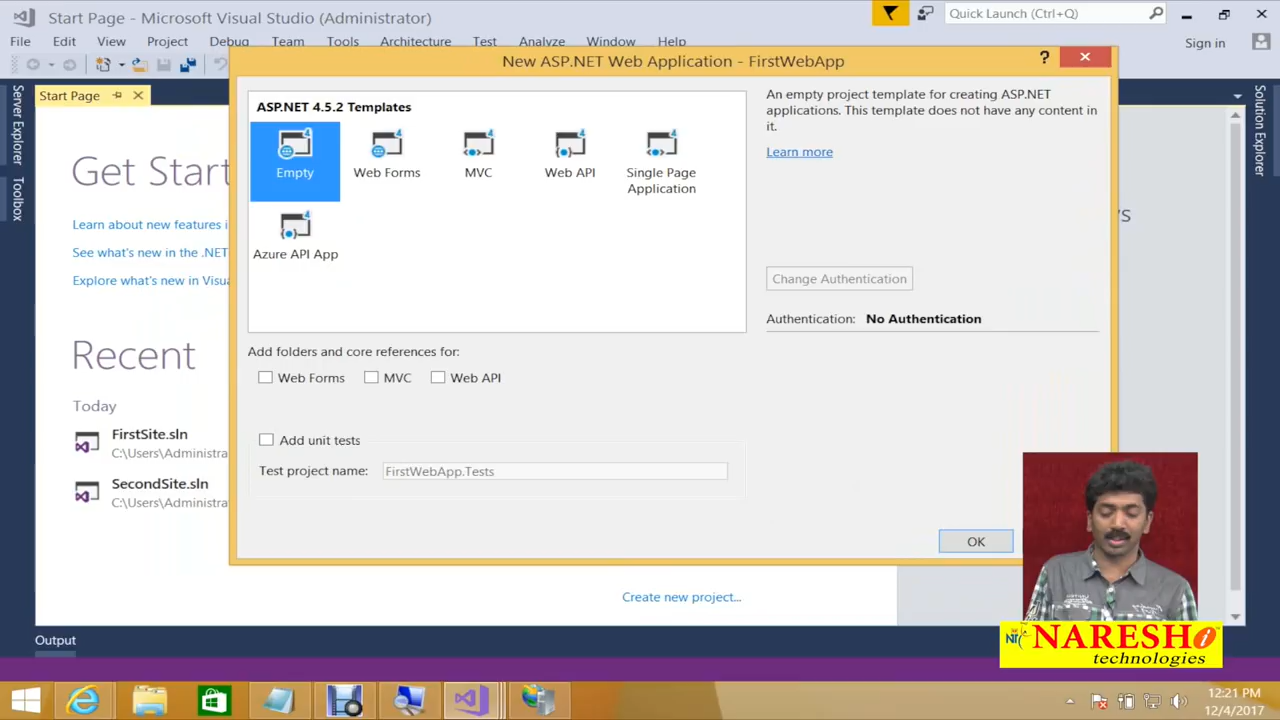 Start Page - Microsoft Visual Studio (Administrator)
Quick Launch (Ctrl+Q)
File Edit View Project Debug Team Tools Architecture Test Analyze Window Help
Sign in
New ASP.NET Web Application - FirstWebApp
?
Start Page
Server Explorer
Toolbox
Solution Explorer
ASP.NET 4.5.2 Templates
Empty
Web Forms
MVC
Web API
Single Page
Application
Azure API App
An empty project template for creating ASP.NET
applications. This template does not have any content in
it.
Learn more
Change Authentication
Authentication: No Authentication
Add folders and core references for:
Web Forms MVC Web API
Add unit tests
Test project name: FirstWebApp.Tests
OK
Get Star
Learn about new features i
See what's new in the .NET
Explore what's new in Visu
Recent
Today
FirstSite.sln
C:\Users\Administra
SecondSite.sln
C:\Users\Administra
Create new project...
Output
NARESH i
technologies
12:21 PM
12/4/2017